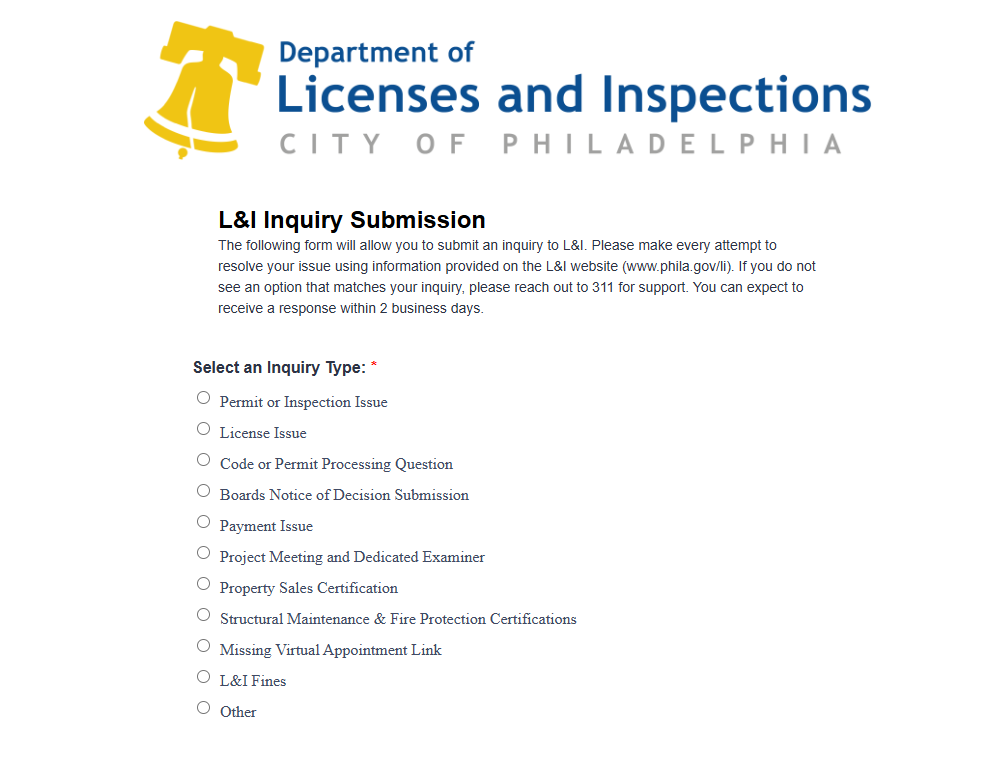 Department of
Licenses and Inspections
CITY OF PHILADELPHIA
L&I Inquiry Submission
The following form will allow you to submit an inquiry to L&I. Please make every attempt to
resolve your issue using information provided on the L&I website (www.phila.gov/li). If you do not
see an option that matches your inquiry, please reach out to 311 for support. You can expect to
receive a response within 2 business days.
Select an Inquiry Type: *
Permit or Inspection Issue
License Issue
Code or Permit Processing Question
Boards Notice of Decision Submission
Payment Issue
Project Meeting and Dedicated Examiner
Property Sales Certification
Structural Maintenance & Fire Protection Certifications
Missing Virtual Appointment Link
L&I Fines
Other